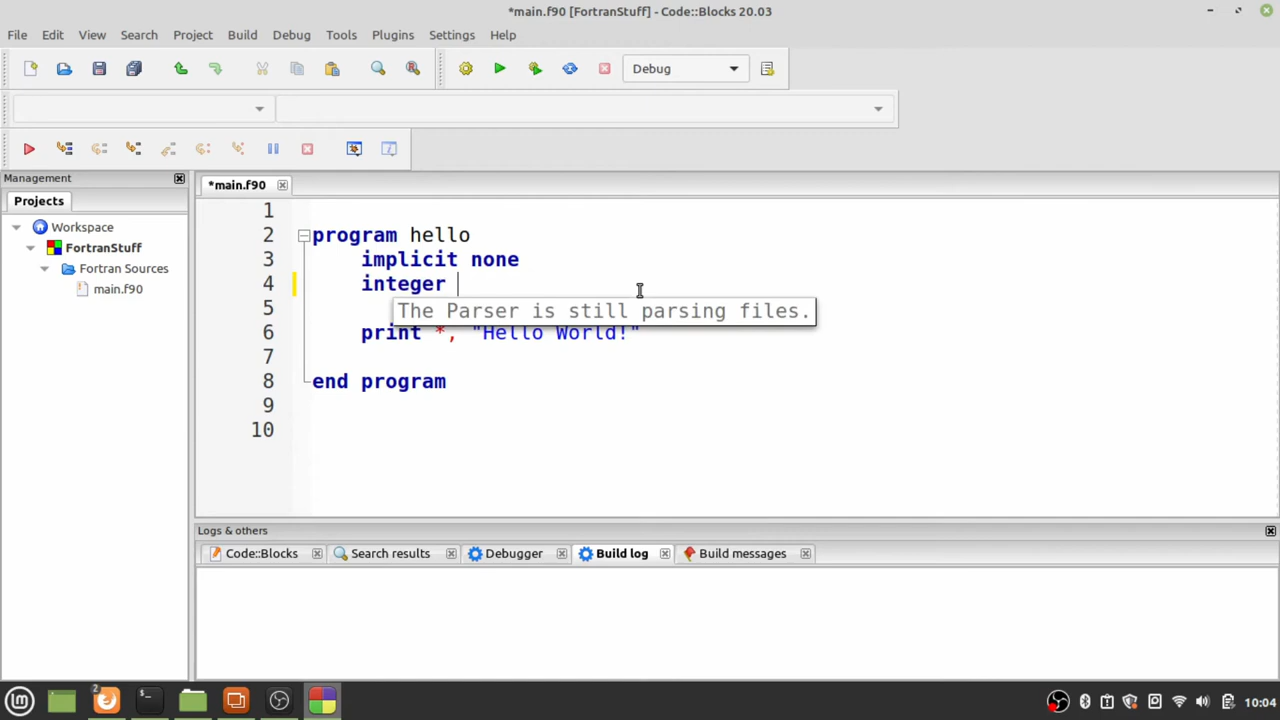 *main.f90 [FortranStuff] - Code::Blocks 20.03
File Edit View Search Project Build Debug Tools Plugins Settings Help
Debug
Management
Projects
Workspace
FortranStuff
Fortran Sources
main.f90
*main.f90
1
2 program hello
3 implicit none
4 integer
The Parser is still parsing files.
5
6 print *, "Hello World!"
7
8 end program
9
10
Logs & others
Code::Blocks Search results Debugger Build log Build messages
2
10:04